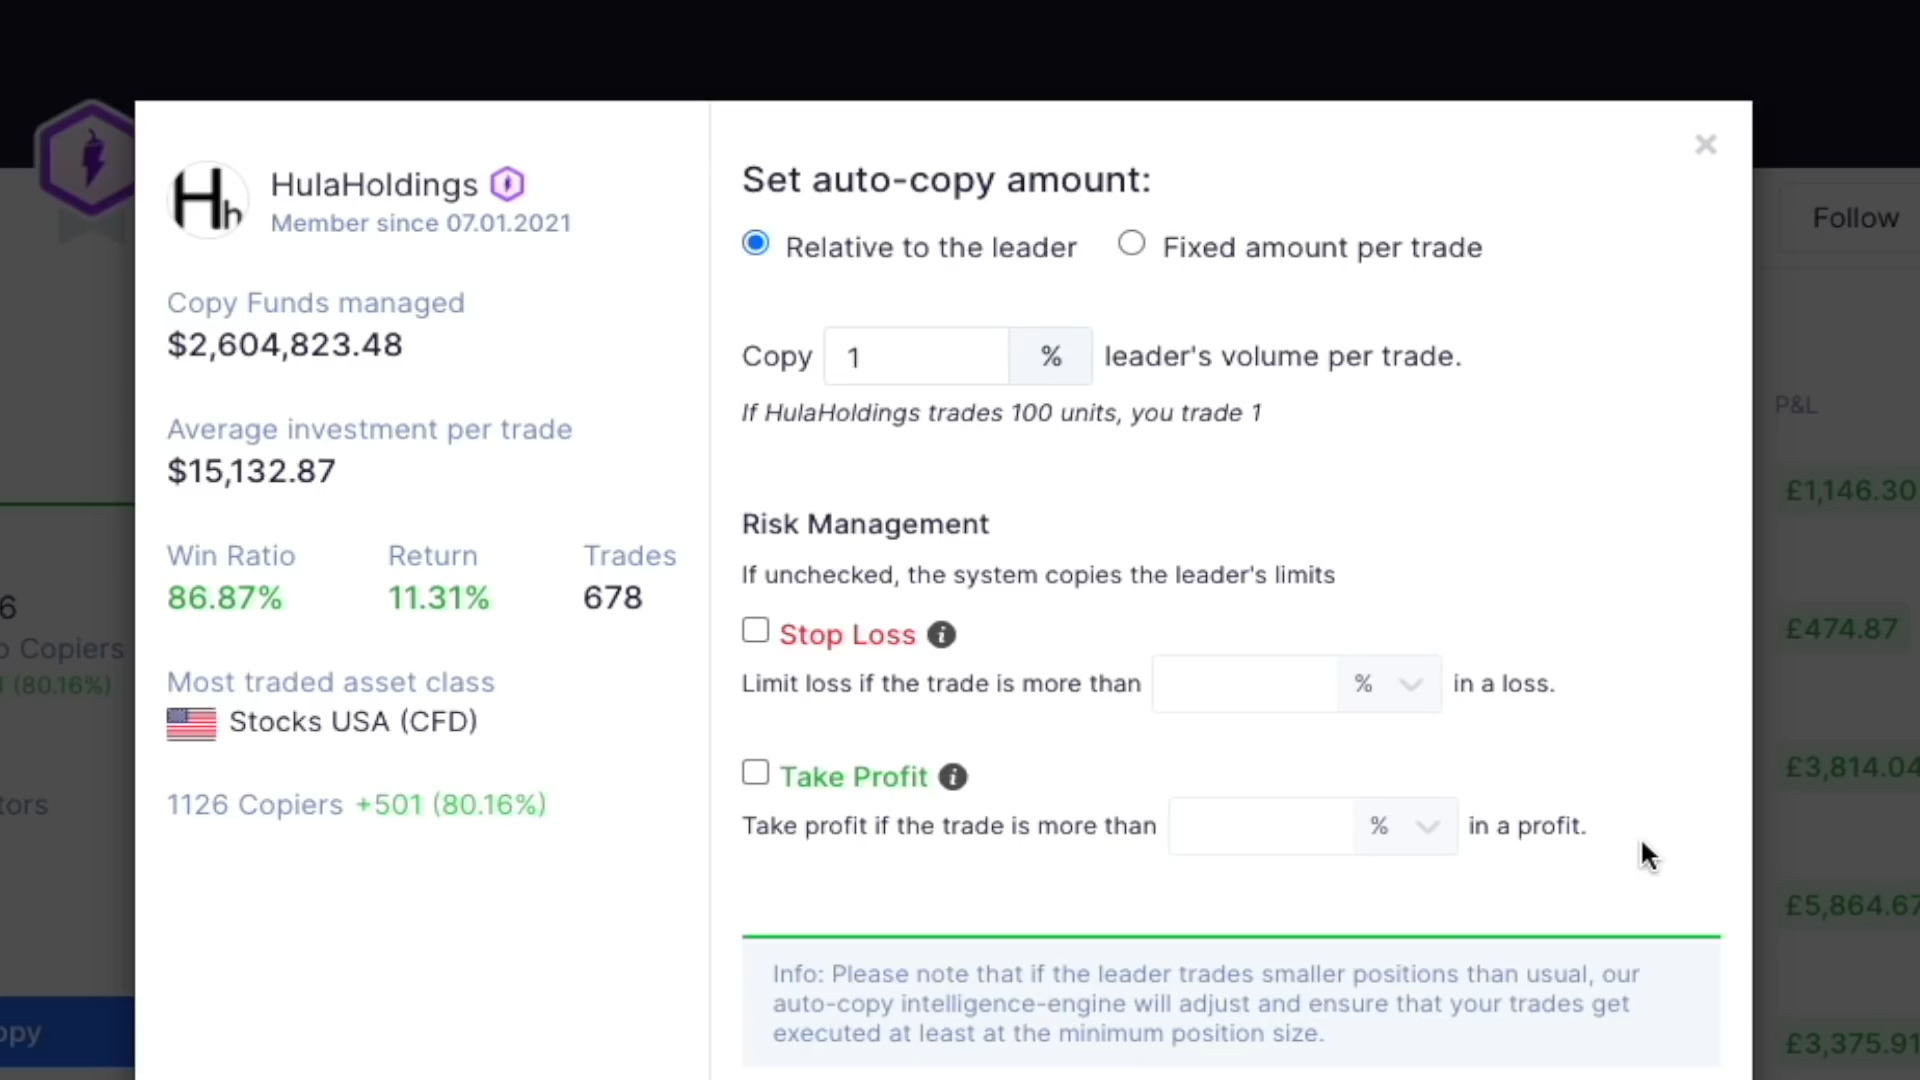 HulaHoldings
Member since 07.01.2021
Copy Funds managed
$2,604,823.48
Average investment per trade
$15,132.87
Win Ratio Return Trades
86.87% 11.31% 678
Most traded asset class
Stocks USA (CFD)
1126 Copiers +501 (80.16%)
Set auto-copy amount:
Relative to the leader Fixed amount per trade
Copy 1 % leader's volume per trade.
If HulaHoldings trades 100 units, you trade 1
Risk Management
If unchecked, the system copies the leader's limits
Stop Loss
Limit loss if the trade is more than % in a loss.
Take Profit
Take profit if the trade is more than % in a profit.
Info: Please note that if the leader trades smaller positions than usual, our
auto-copy intelligence-engine will adjust and ensure that your trades get
executed at least at the minimum position size.
Hh
6
Copiers
(80.16%)
tors
opy
Follow
P&L
£1,146.30
£474.87
£3,814.04
£5,864.67
£3,375.91